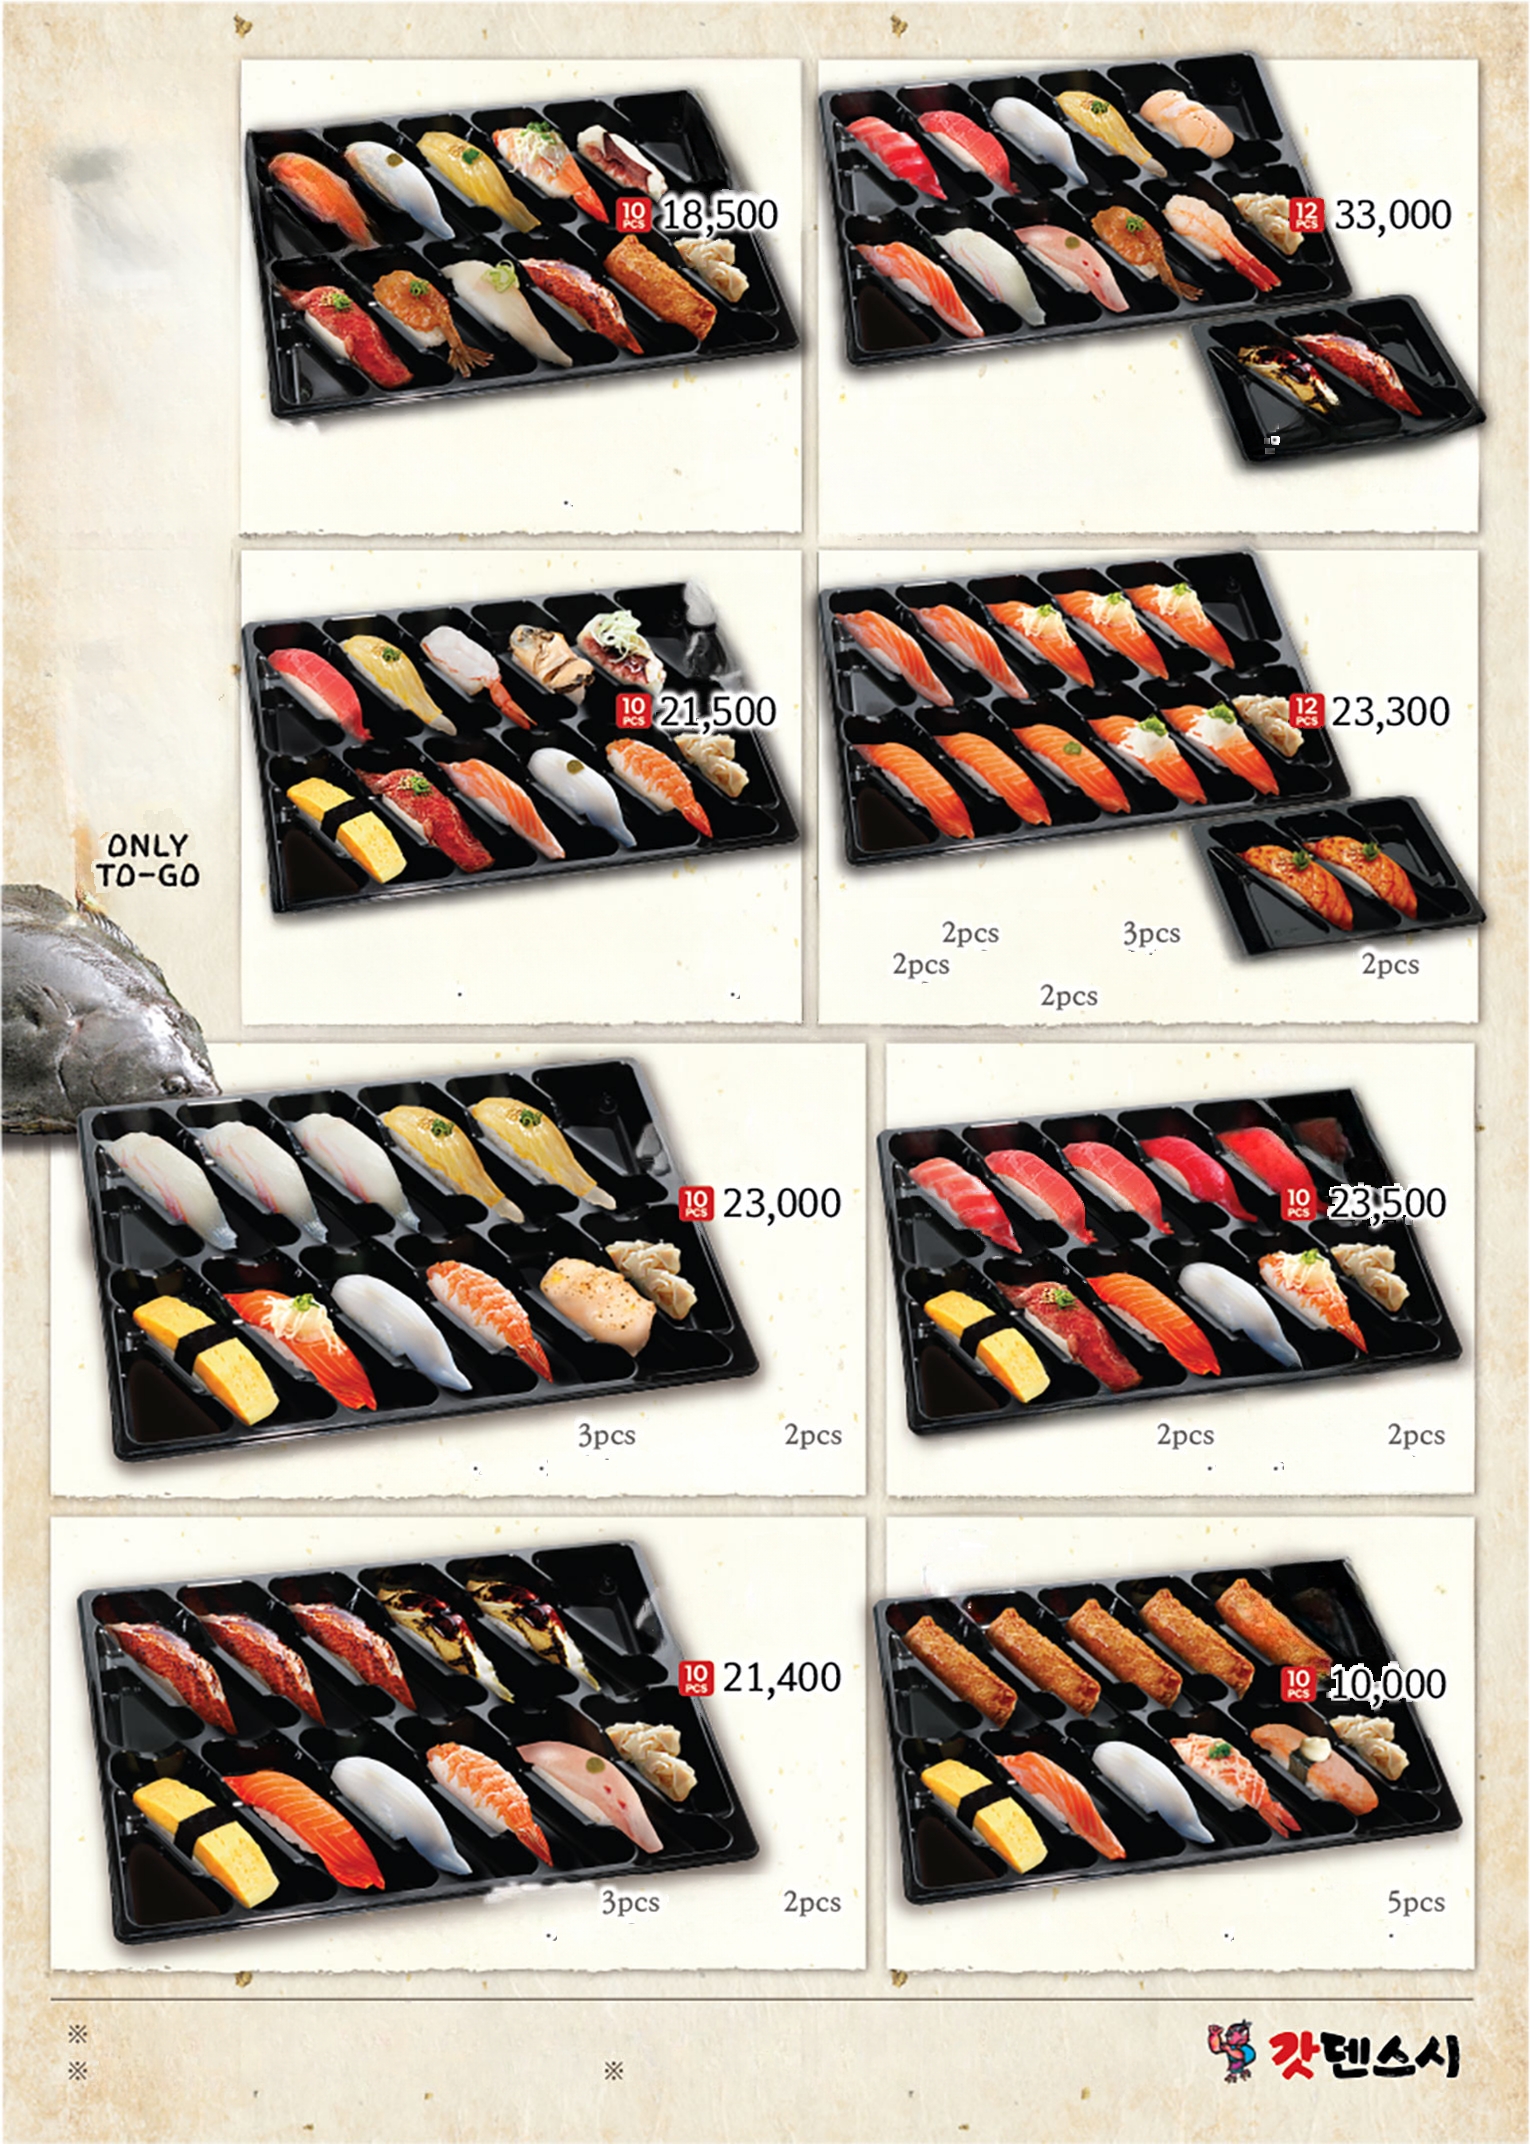 10 PCS 18,500
12 PCS 33,000
10 PCS 21,500
12 PCS 23,300
ONLY
TO-GO
2pcs 3pcs
2pcs 2pcs
2pcs
10 PCS 23,000
10 PCS 23,500
3pcs 2pcs
2pcs 2pcs
10 PCS 21,400
10 PCS 10,000
3pcs 2pcs
5pcs
※
※ ※
갓덴스시